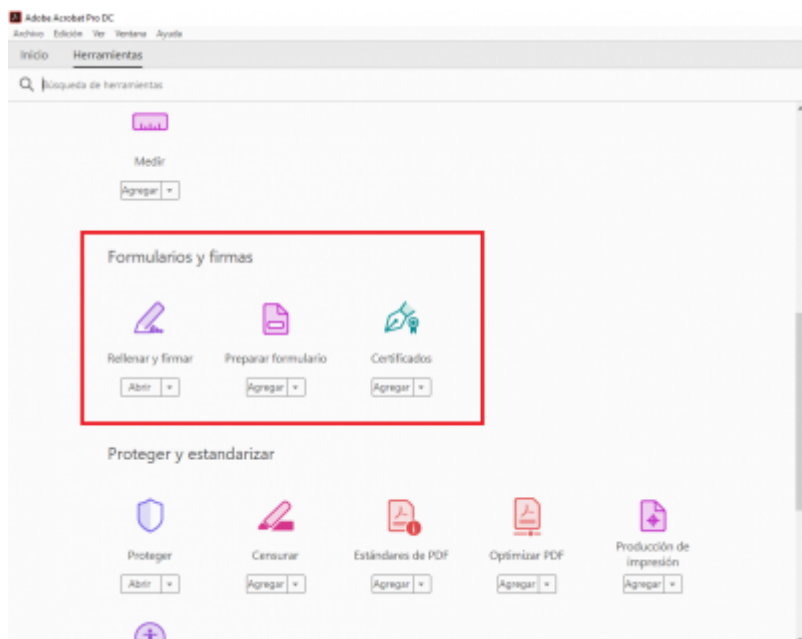 Adobe Acrobat Pro DC
Archivo Edición Ver Ventana Ayuda
Inicio Herramientas
Búsqueda de herramientas
Medir
Agregar
Formularios y firmas
Rellenar y firmar Preparar formulario Certificados
Abrir Agregar Agregar
Proteger y estandarizar
Proteger Censurar Estándares de PDF Optimizar PDF Producción de impresión
Abrir Agregar Agregar Agregar Agregar